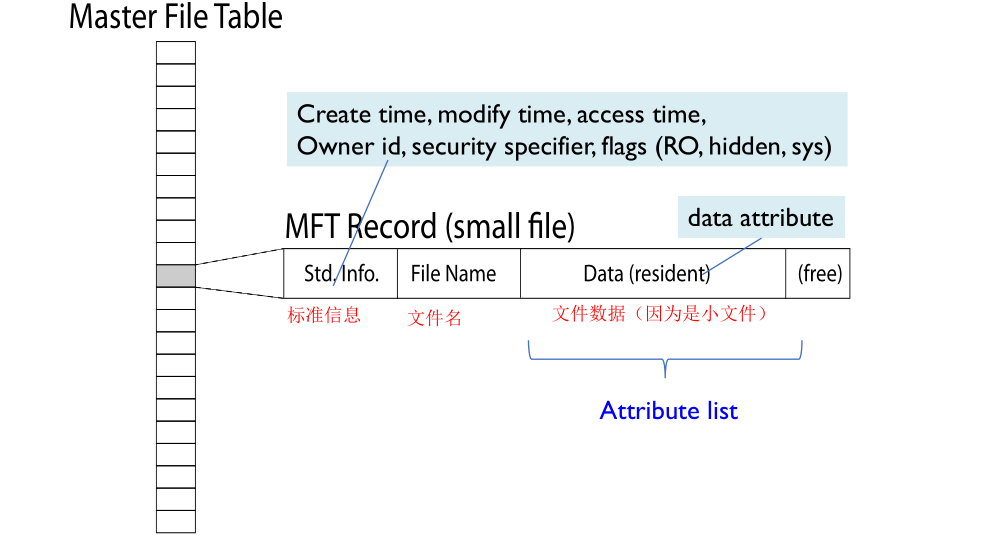 Master File Table
Create time, modify time, access time,
Owner id, security specifier, flags (RO, hidden, sys)
MFT Record (small file)
data attribute
Std. Info.
File Name
Data (resident)
(free)
标准信息
文件名
文件数据（因为是小文件）
Attribute list